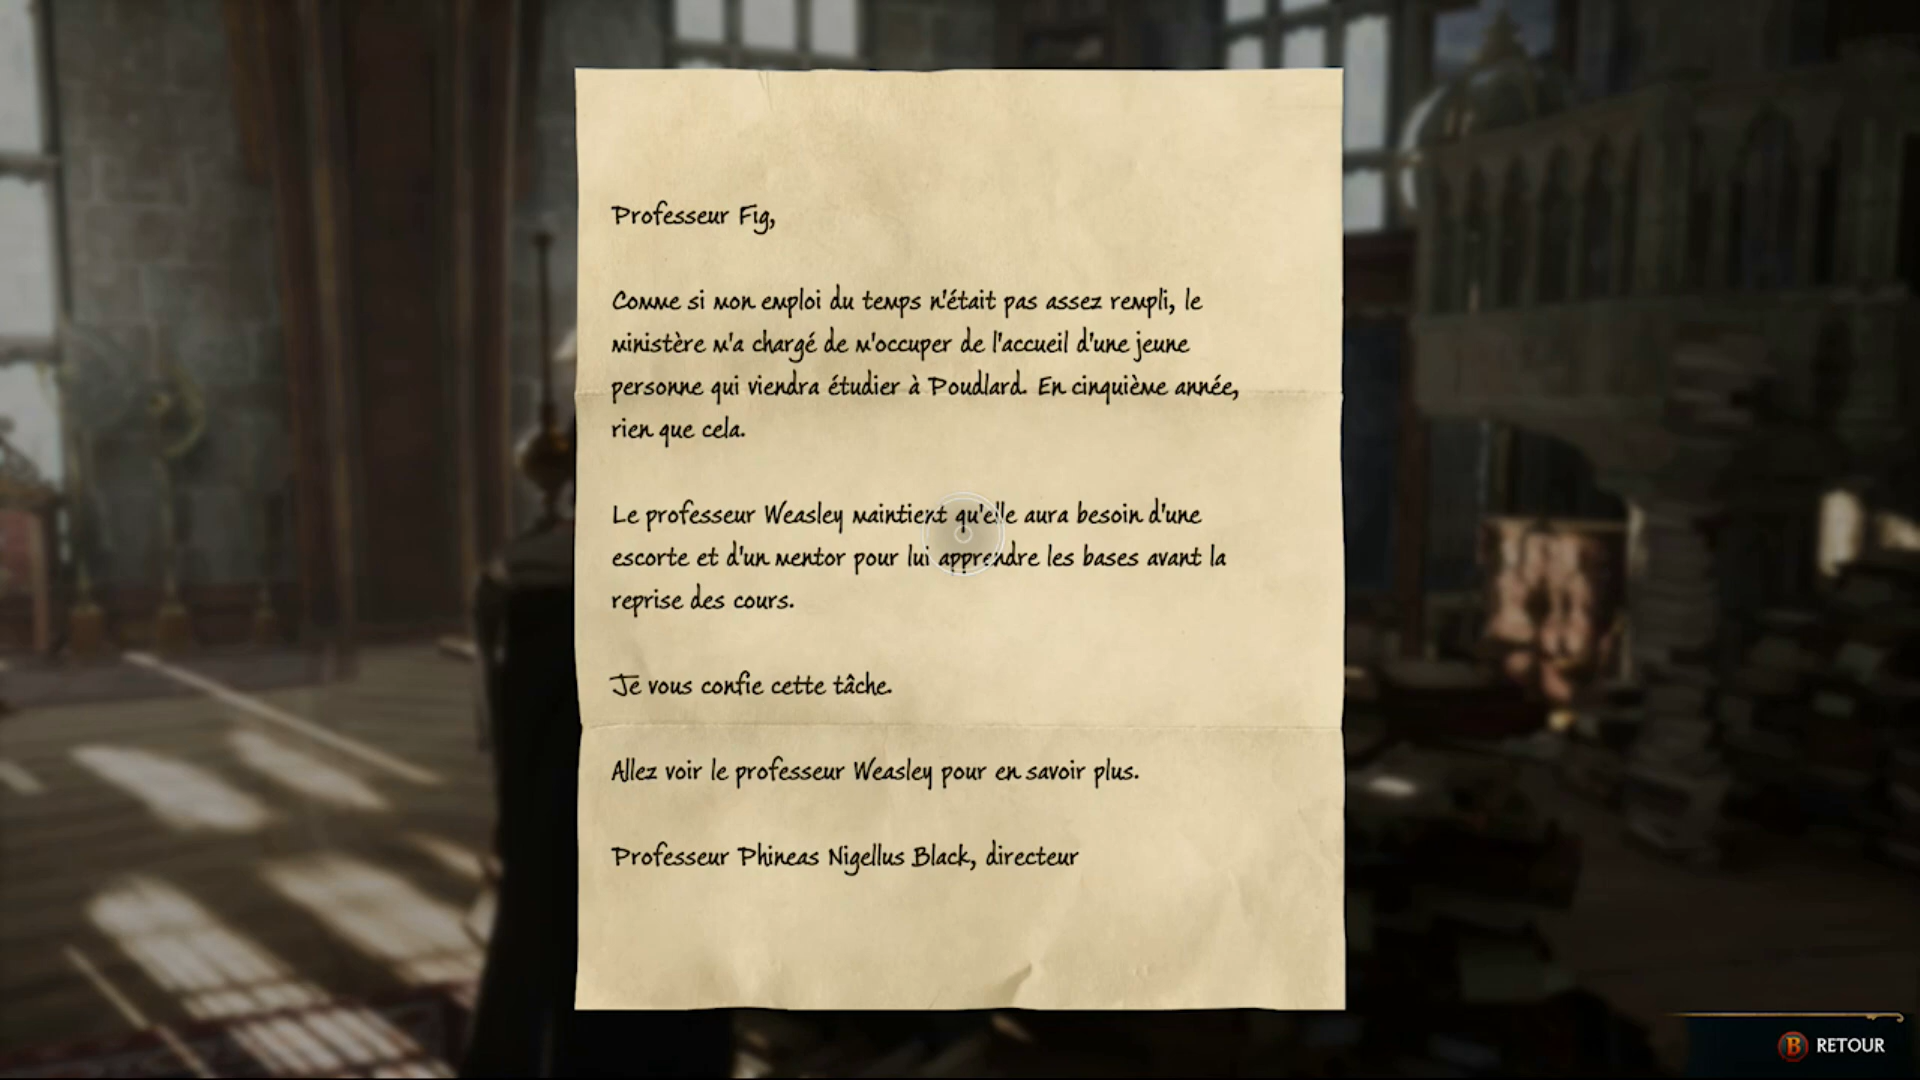 Professeur Fig,
Comme si mon emploi du temps n'était pas assez rempli, le
ministère m'a chargé de m'occuper de l'accueil d'une jeune
personne qui viendra étudier à Poudlard. En cinquième année,
rien que cela.
Le professeur Weasley maintient qu'elle aura besoin d'une
escorte et d'un mentor pour lui apprendre les bases avant la
reprise des cours.
Je vous confie cette tâche.
Allez voir le professeur Weasley pour en savoir plus.
Professeur Phineas Nigellus Black, directeur
B RETOUR